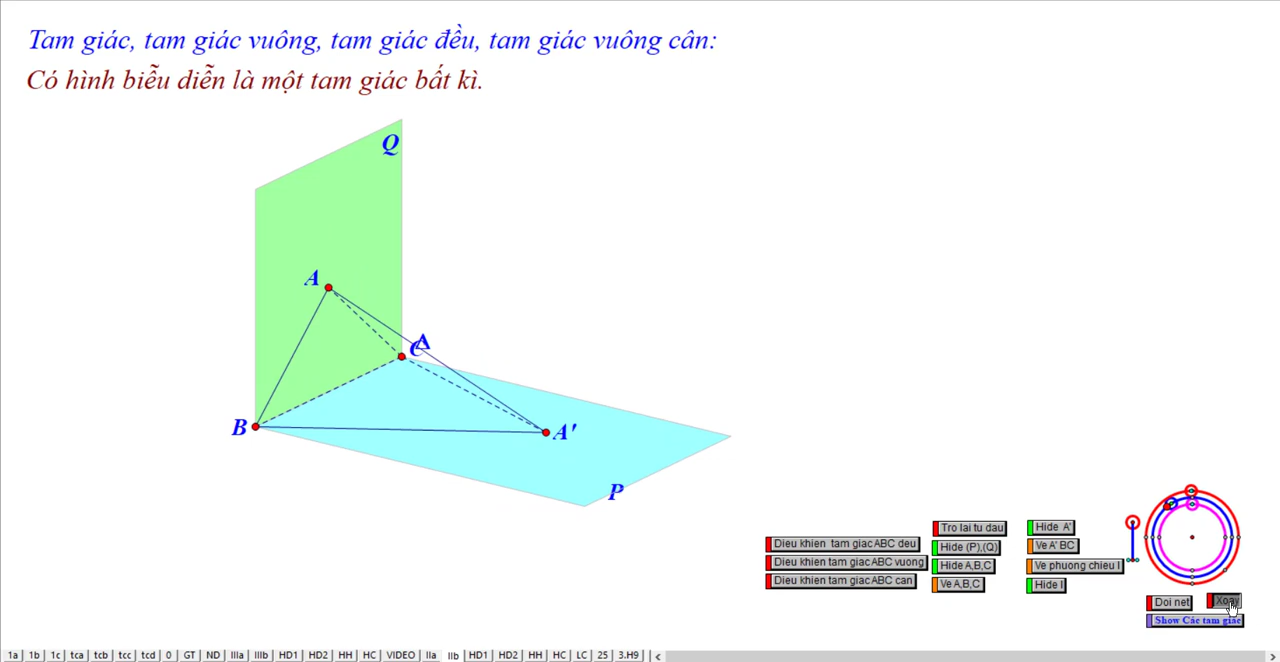 Tam giác, tam giác vuông, tam giác đều, tam giác vuông cân:
Có hình biễu diễn là một tam giác bất kì.
Q
A
C
Δ
B
A'
P
Dieu khien tam giac ABC deu
Dieu khien tam giac ABC vuong
Dieu khien tam giac ABC can
Tro lai tu dau
Hide (P),(Q)
Hide A,B,C
Ve A,B,C
Hide A'
Ve A' BC
Ve phuong chieu l
Hide l
Doi net
Xoay
Show Các tam giác
1a 1b 1c tca tcb tcc tcd 0 GT ND IIIa IIIb HD1 HD2 HH HC VIDEO IIa IIb HD1 HD2 HH HC LC 25 3.H9